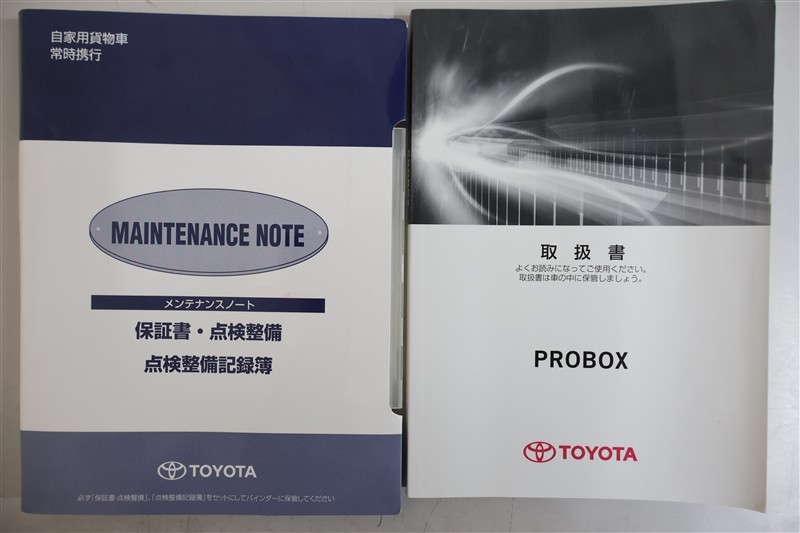 自家用貨物車
常時携行
MAINTENANCE NOTE
メンテナンスノート
保証書・点検整備
点検整備記録簿
TOYOTA
必ず「保証書・点検整備」、「点検整備記録簿」をセットにしてバインダーに保管してください
取扱書
よくお読みになってご使用ください。
取扱書は車の中に保管しましょう。
PROBOX
TOYOTA